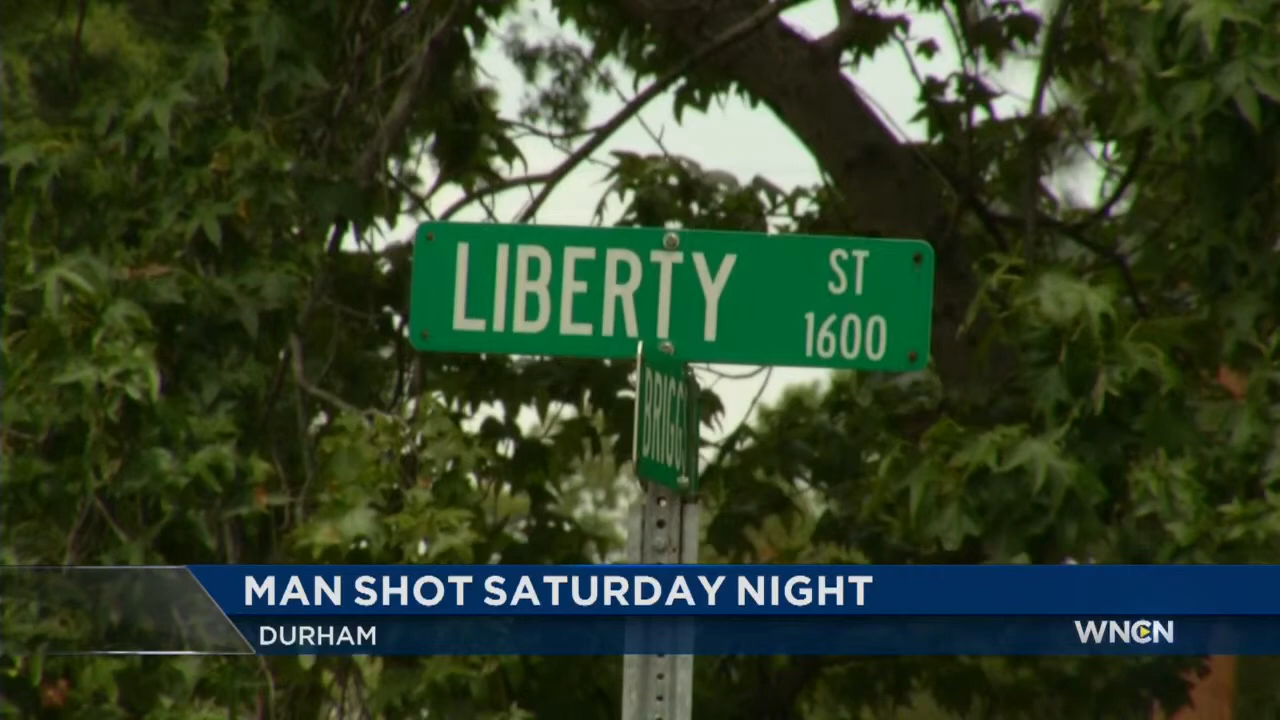 LIBERTY ST
1600
MAN SHOT SATURDAY NIGHT
DURHAM
WNCN